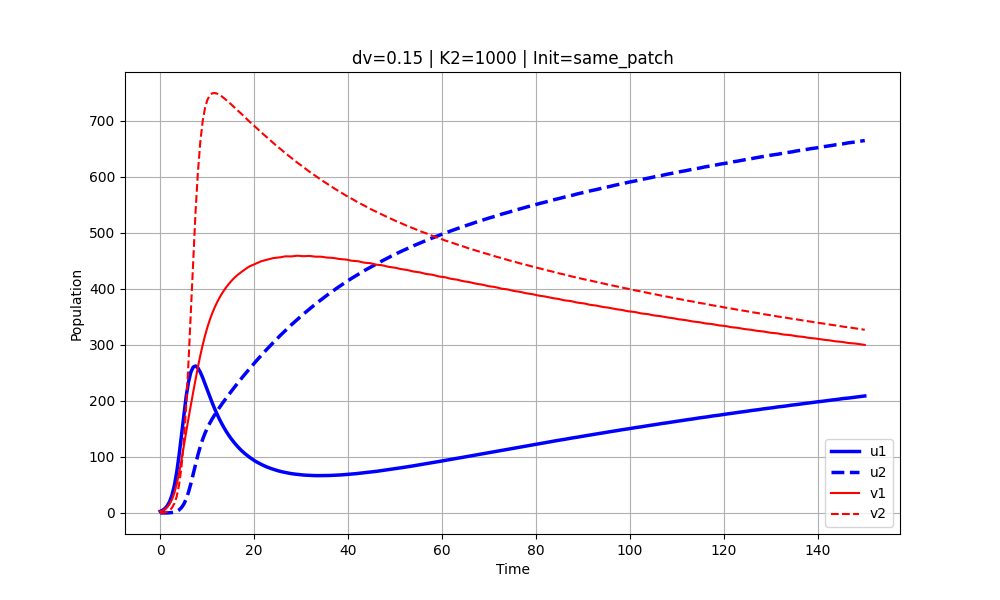 dv=0.15 | K2=1000 | Init=same_patch
Population
700
600
500
400
300
200
100
0
0 20 40 60 80 100 120 140
Time
u1
u2
v1
v2